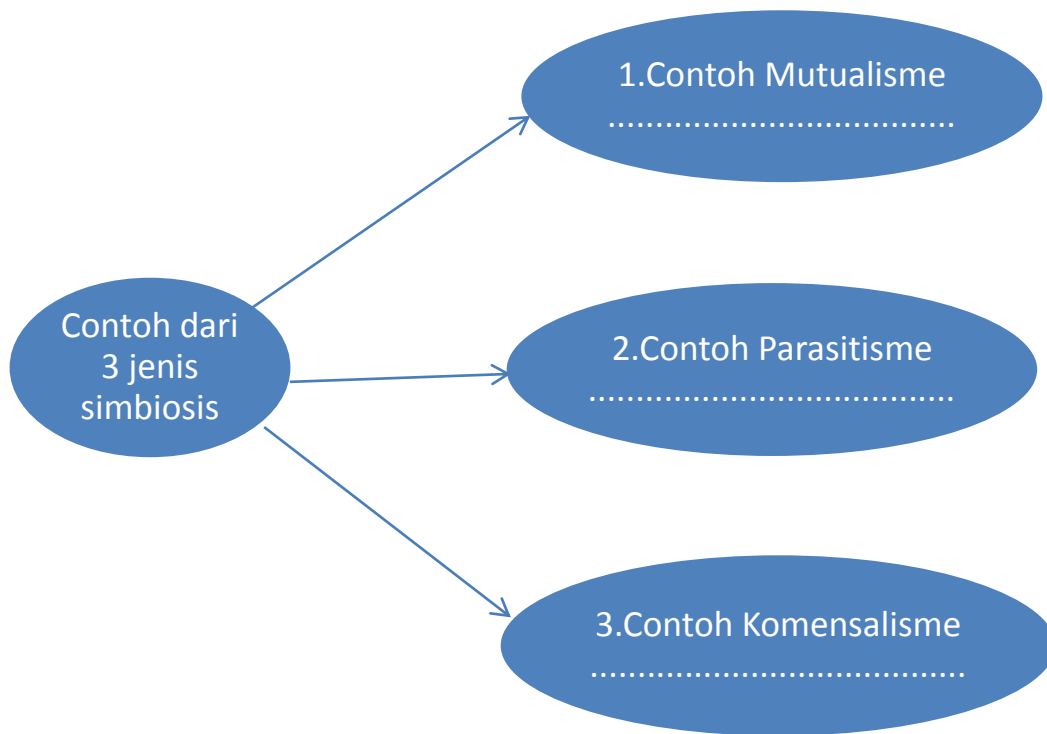 1.Contoh Mutualisme
.....................................
Contoh dari
3 jenis
simbiosis
2.Contoh Parasitisme
.......................................
3.Contoh Komensalisme
........................................